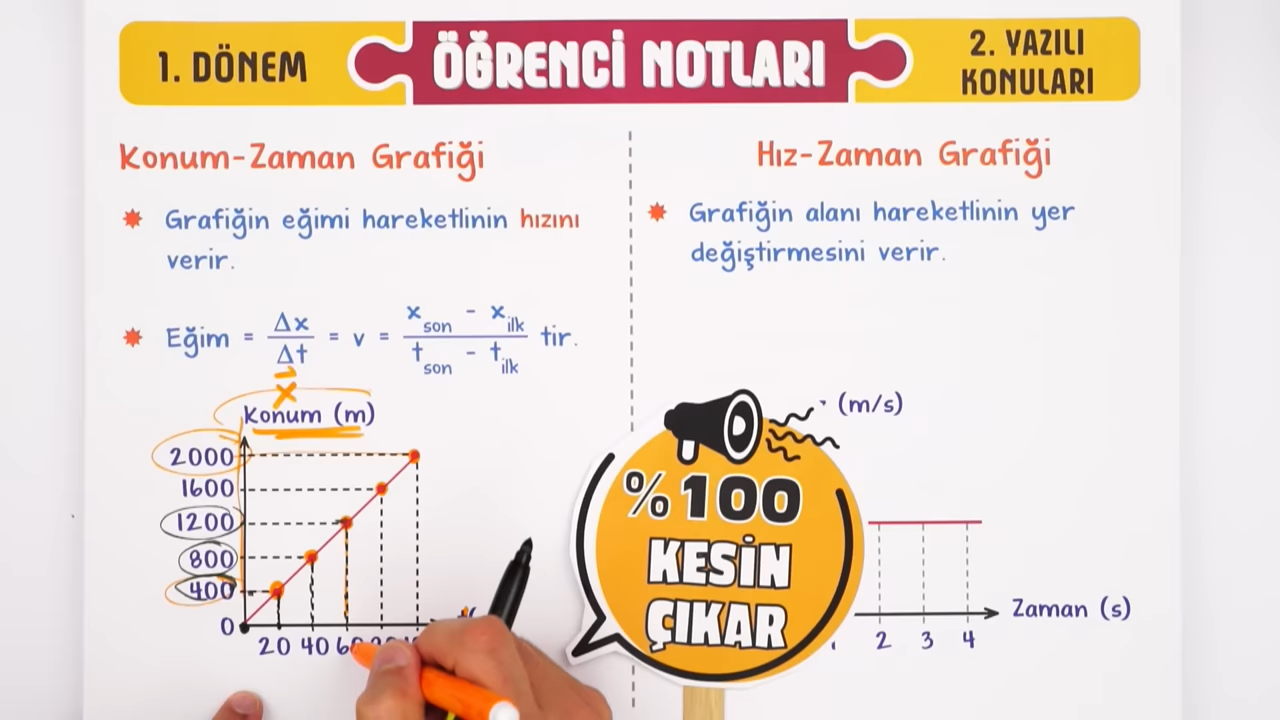 1. DÖNEM
ÖĞRENCİ NOTLARI
2. YAZILI
KONULARI
Konum-Zaman Grafiği
Grafiğin eğimi hareketlinin hızını
verir.
Eğim = Δx / Δt = v = x son - x ilk / t son - t ilk tir.
x
Konum (m)
2000
1600
1200
800
400
0
20 40
Hız-Zaman Grafiği
Grafiğin alanı hareketlinin yer
değiştirmesini verir.
(m/s)
%100
KESİN
ÇIKAR
Zaman (s)
2 3 4